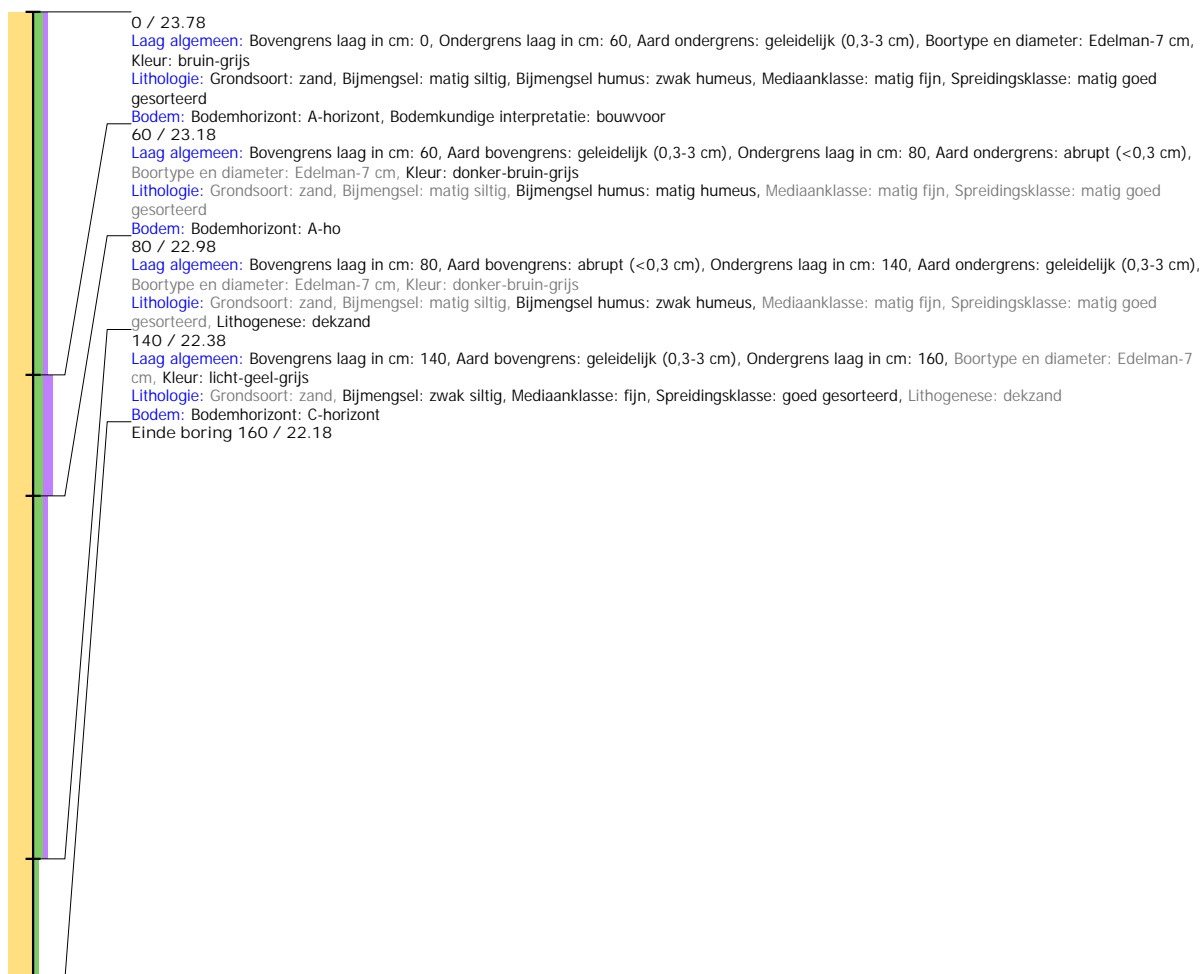 0 / 23.78
Laag algemeen: Bovengrens laag in cm: 0, Ondergrens laag in cm: 60, Aard ondergrens: geleidelijk (0,3-3 cm), Boortype en diameter: Edelman-7 cm,
Kleur: bruin-grijs
Lithologie: Grondsoort: zand, Bijmengsel: matig siltig, Bijmengsel humus: zwak humeus, Mediaanklasse: matig fijn, Spreidingsklasse: matig goed
gesorteerd
Bodem: Bodemhorizont: A-horizont, Bodemkundige interpretatie: bouwvoor
60 / 23.18
Laag algemeen: Bovengrens laag in cm: 60, Aard bovengrens: geleidelijk (0,3-3 cm), Ondergrens laag in cm: 80, Aard ondergrens: abrupt (<0,3 cm),
Boortype en diameter: Edelman-7 cm, Kleur: donker-bruin-grijs
Lithologie: Grondsoort: zand, Bijmengsel: matig siltig, Bijmengsel humus: matig humeus, Mediaanklasse: matig fijn, Spreidingsklasse: matig goed
gesorteerd
Bodem: Bodemhorizont: A-ho
80 / 22.98
Laag algemeen: Bovengrens laag in cm: 80, Aard bovengrens: abrupt (<0,3 cm), Ondergrens laag in cm: 140, Aard ondergrens: geleidelijk (0,3-3 cm),
Boortype en diameter: Edelman-7 cm, Kleur: donker-bruin-grijs
Lithologie: Grondsoort: zand, Bijmengsel: matig siltig, Bijmengsel humus: zwak humeus, Mediaanklasse: matig fijn, Spreidingsklasse: matig goed
gesorteerd, Lithogenese: dekzand
140 / 22.38
Laag algemeen: Bovengrens laag in cm: 140, Aard bovengrens: geleidelijk (0,3-3 cm), Ondergrens laag in cm: 160, Boortype en diameter: Edelman-7
cm, Kleur: licht-geel-grijs
Lithologie: Grondsoort: zand, Bijmengsel: zwak siltig, Mediaanklasse: fijn, Spreidingsklasse: goed gesorteerd, Lithogenese: dekzand
Bodem: Bodemhorizont: C-horizont
Einde boring 160 / 22.18